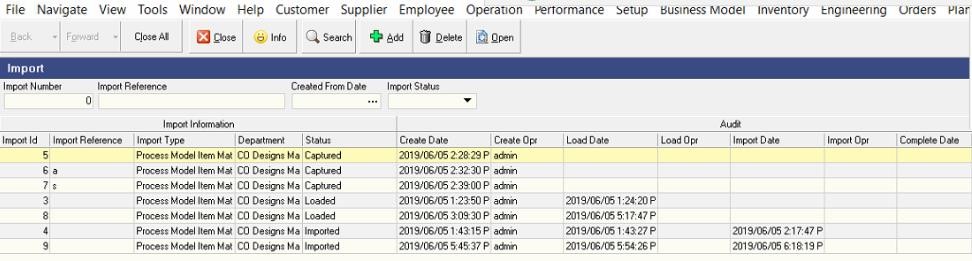 File Navigate View Tools Window Help Customer Supplier Employee Operation Performance Setup Business Model Inventory Engineering Orders Plan
Back Forward Close All Close Info Search Add Delete Open
Import
Import Number Import Reference Created From Date Import Status
0 ...
Import Information Audit
Import Id Import Reference Import Type Department Status Create Date Create Opr Load Date Load Opr Import Date Import Opr Complete Date
5 Process Model Item Mat CO Designs Ma Captured 2019/06/05 2:28:29 P admin
6 a Process Model Item Mat CO Designs Ma Captured 2019/06/05 2:32:30 P admin
7 s Process Model Item Mat CO Designs Ma Captured 2019/06/05 2:39:00 P admin
3 Process Model Item Mat CO Designs Ma Loaded 2019/06/05 1:23:50 P admin 2019/06/05 1:24:20 P
8 Process Model Item Mat CO Designs Ma Loaded 2019/06/05 3:09:30 P admin 2019/06/05 5:17:47 P
4 Process Model Item Mat CO Designs Ma Imported 2019/06/05 1:43:15 P admin 2019/06/05 1:43:27 P 2019/06/05 2:17:47 P
9 Process Model Item Mat CO Designs Ma Imported 2019/06/05 5:45:37 P admin 2019/06/05 5:54:26 P 2019/06/05 6:18:19 P